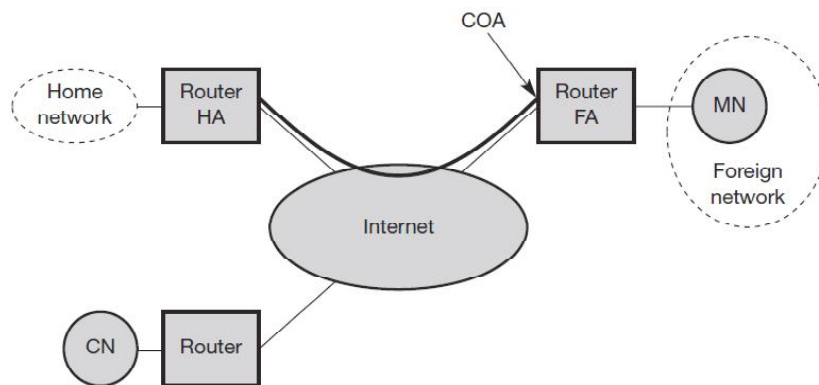 COA
Home
network
Router
HA
Router
FA
MN
Foreign
network
Internet
CN
Router